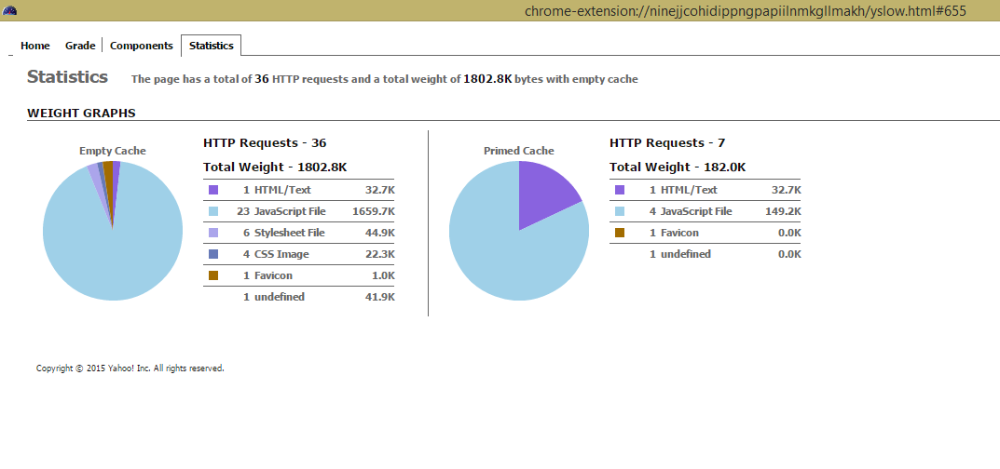 chrome-extension://ninejjcohidippngpapiilnmkgllmakh/yslow.html#655
Home Grade Components Statistics
Statistics The page has a total of 36 HTTP requests and a total weight of 1802.8K bytes with empty cache
WEIGHT GRAPHS
Empty Cache
HTTP Requests - 36
Total Weight - 1802.8K
1 HTML/Text 32.7K
23 JavaScript File 1659.7K
6 Stylesheet File 44.9K
4 CSS Image 22.3K
1 Favicon 1.0K
1 undefined 41.9K
Primed Cache
HTTP Requests - 7
Total Weight - 182.0K
1 HTML/Text 32.7K
4 JavaScript File 149.2K
1 Favicon 0.0K
1 undefined 0.0K
Copyright © 2015 Yahoo! Inc. All rights reserved.